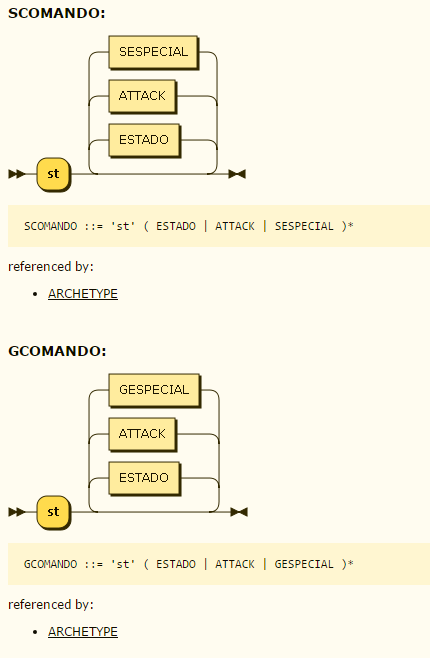 SCOMANDO:
SESPECIAL
ATTACK
ESTADO
st
SCOMANDO ::= 'st' ( ESTADO | ATTACK | SESPECIAL )*
referenced by:
• ARCHETYPE
GCOMANDO:
GESPECIAL
ATTACK
ESTADO
st
GCOMANDO ::= 'st' ( ESTADO | ATTACK | GESPECIAL )*
referenced by:
• ARCHETYPE